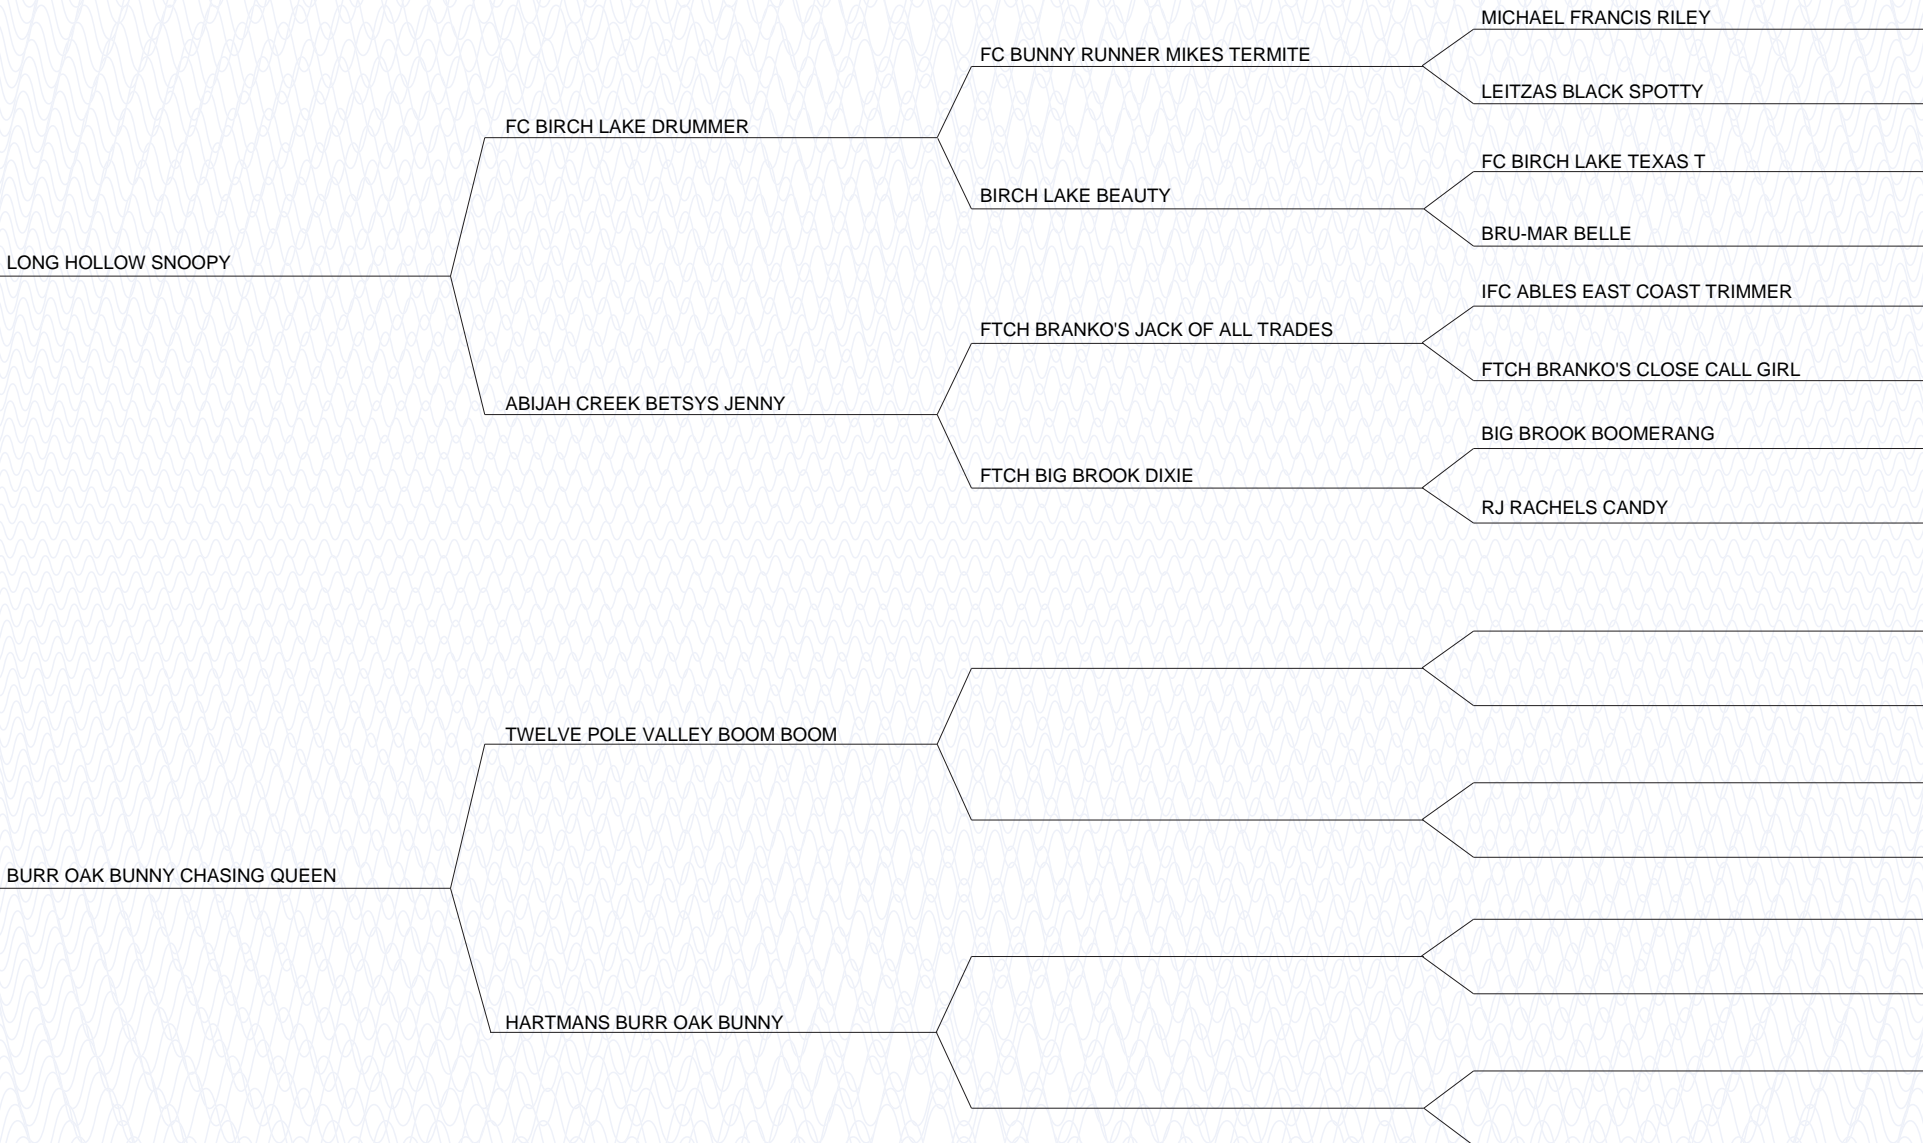 MICHAEL FRANCIS RILEY
FC BUNNY RUNNER MIKES TERMITE
LEITZAS BLACK SPOTTY
FC BIRCH LAKE DRUMMER
FC BIRCH LAKE TEXAS T
BIRCH LAKE BEAUTY
BRU-MAR BELLE
LONG HOLLOW SNOOPY
IFC ABLES EAST COAST TRIMMER
FTCH BRANKO'S JACK OF ALL TRADES
FTCH BRANKO'S CLOSE CALL GIRL
ABIJAH CREEK BETSYS JENNY
BIG BROOK BOOMERANG
FTCH BIG BROOK DIXIE
RJ RACHELS CANDY
TWELVE POLE VALLEY BOOM BOOM
BURR OAK BUNNY CHASING QUEEN
HARTMANS BURR OAK BUNNY